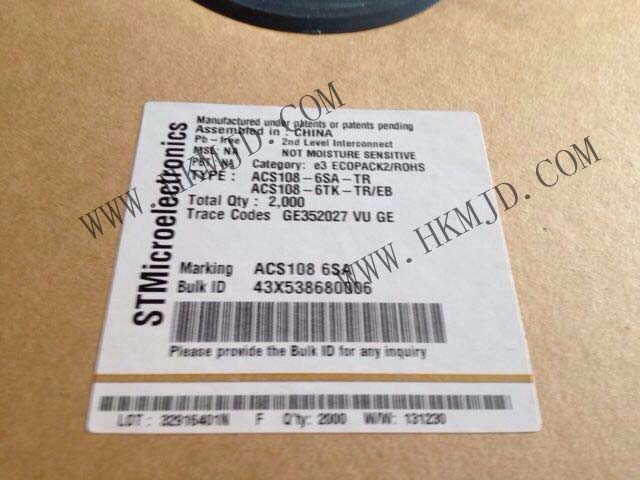 STMicroelectronics
Manufactured under patents or patents pending
Assembled in : CHINA
Pb-free 2nd Level Interconnect
MSL: NA NOT MOISTURE SENSITIVE
PBT: NA Category: e3 ECOPACK2/ROHS
TYPE : ACS108-6SA-TR
ACS108-6TK-TR/EB
Total Qty : 2,000
Trace Codes GE352027 VU GE
Marking ACS108 6SA
Bulk ID 43X538680006
Please provide the Bulk ID for any inquiry
LOT : 32916401N F Q'ty: 2000 W/W: 131230
WWW.HKMJD.COM
WWW.HKMJD.COM